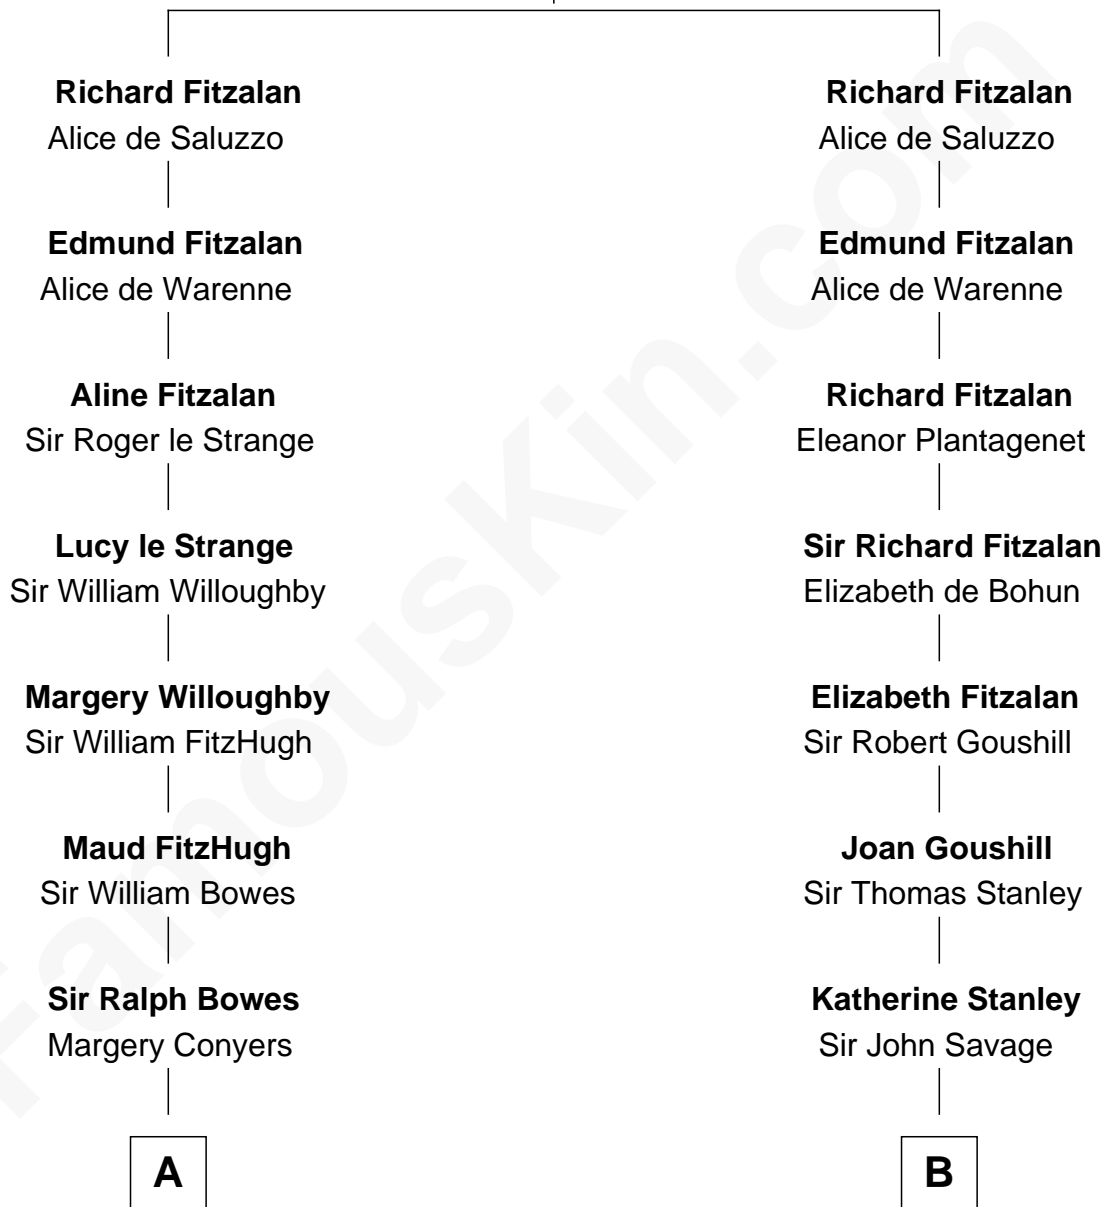 Richard Fitzalan
Alice de Saluzzo
Edmund Fitzalan
Alice de Warenne
Aline Fitzalan
Sir Roger le Strange
Lucy le Strange
Sir William Willoughby
Margery Willoughby
Sir William FitzHugh
Maud FitzHugh
Sir William Bowes
Sir Ralph Bowes
Margery Conyers
A
Richard Fitzalan
Alice de Saluzzo
Edmund Fitzalan
Alice de Warenne
Richard Fitzalan
Eleanor Plantagenet
Sir Richard Fitzalan
Elizabeth de Bohun
Elizabeth Fitzalan
Sir Robert Goushill
Joan Goushill
Sir Thomas Stanley
Katherine Stanley
Sir John Savage
B
FamousKin.com